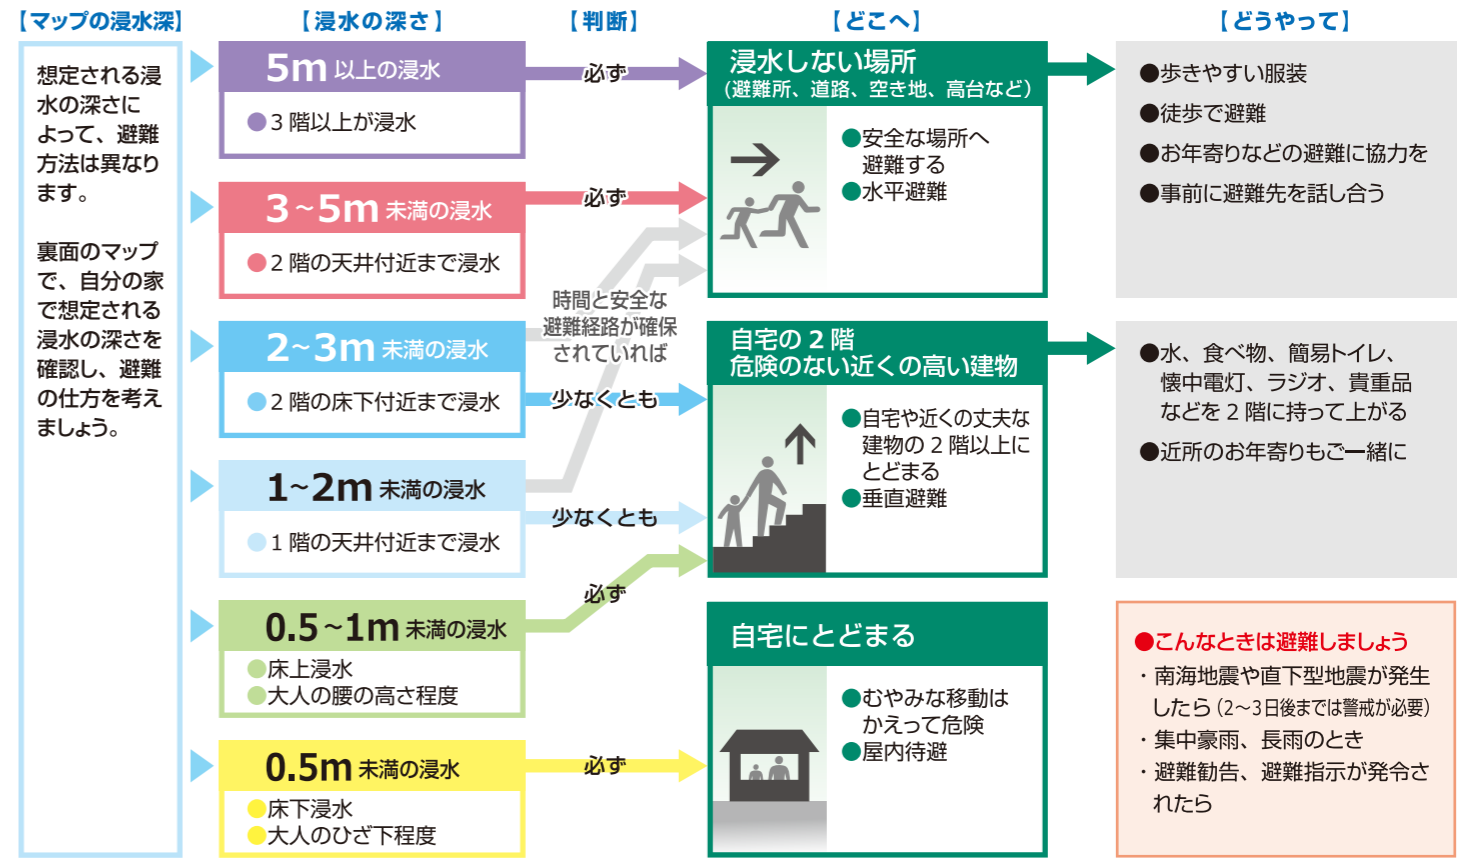 【マップの浸水深】
【浸水の深さ】
【判断】
【どこへ】
【どうやって】
想定される浸
水の深さに
よって、避難
方法は異なり
ます。
裏面のマップ
で、自分の家
で想定される
浸水の深さを
確認し、避難
の仕方を考え
ましょう。
5m以上の浸水
●3階以上が浸水
3～5m未満の浸水
●2階の天井付近まで浸水
2～3m未満の浸水
●2階の床下付近まで浸水
1～2m未満の浸水
●1階の天井付近まで浸水
0.5～1m未満の浸水
●床上浸水
●大人の腰の高さ程度
0.5m未満の浸水
●床下浸水
●大人のひざ下程度
必ず
必ず
時間と安全な
避難経路が確保
されていれば
少なくとも
少なくとも
必ず
必ず
浸水しない場所
（避難所、道路、空き地、高台など）
●安全な場所へ
避難する
●水平避難
自宅の2階
危険のない近くの高い建物
●自宅や近くの丈夫な
建物の2階以上に
とどまる
●垂直避難
自宅にとどまる
●むやみな移動は
かえって危険
●屋内待避
●歩きやすい服装
●徒歩で避難
●お年寄りなどの避難に協力を
●事前に避難先を話し合う
●水、食べ物、簡易トイレ、
懐中電灯、ラジオ、貴重品
などを2階に持って上がる
●近所のお年寄りもご一緒に
●こんなときは避難しましょう
・南海地震や直下型地震が発生
したら（2～3日後までは警戒が必要）
・集中豪雨、長雨のとき
・避難勧告、避難指示が発令さ
れたら